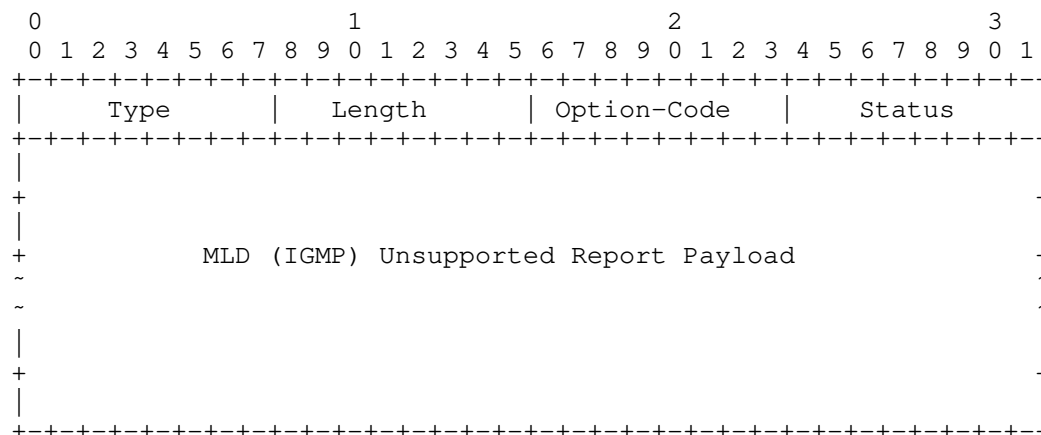 0                   1                   2                   3
 0 1 2 3 4 5 6 7 8 9 0 1 2 3 4 5 6 7 8 9 0 1 2 3 4 5 6 7 8 9 0 1
+-+-+-+-+-+-+-+-+-+-+-+-+-+-+-+-+-+-+-+-+-+-+-+-+-+-+-+-+-+-+-+-
|     Type      |   Length      | Option-Code   |    Status
+-+-+-+-+-+-+-+-+-+-+-+-+-+-+-+-+-+-+-+-+-+-+-+-+-+-+-+-+-+-+-+-
|
+                                                               -
|
+           MLD (IGMP) Unsupported Report Payload               -
~                                                               ~
~                                                               ~
|
+                                                               -
|
+-+-+-+-+-+-+-+-+-+-+-+-+-+-+-+-+-+-+-+-+-+-+-+-+-+-+-+-+-+-+-+-